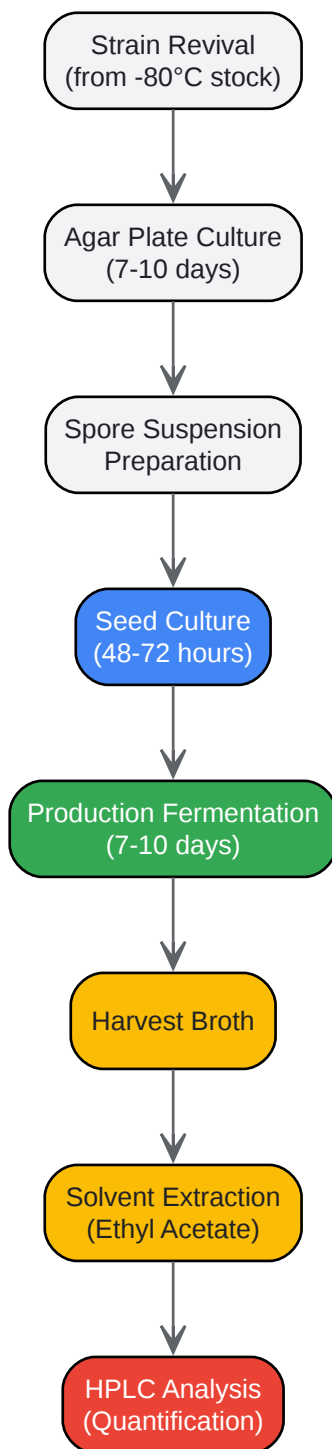 Strain Revival
(from -80°C stock)
Agar Plate Culture
(7-10 days)
Spore Suspension
Preparation
Seed Culture
(48-72 hours)
Production Fermentation
(7-10 days)
Harvest Broth
Solvent Extraction
(Ethyl Acetate)
HPLC Analysis
(Quantification)